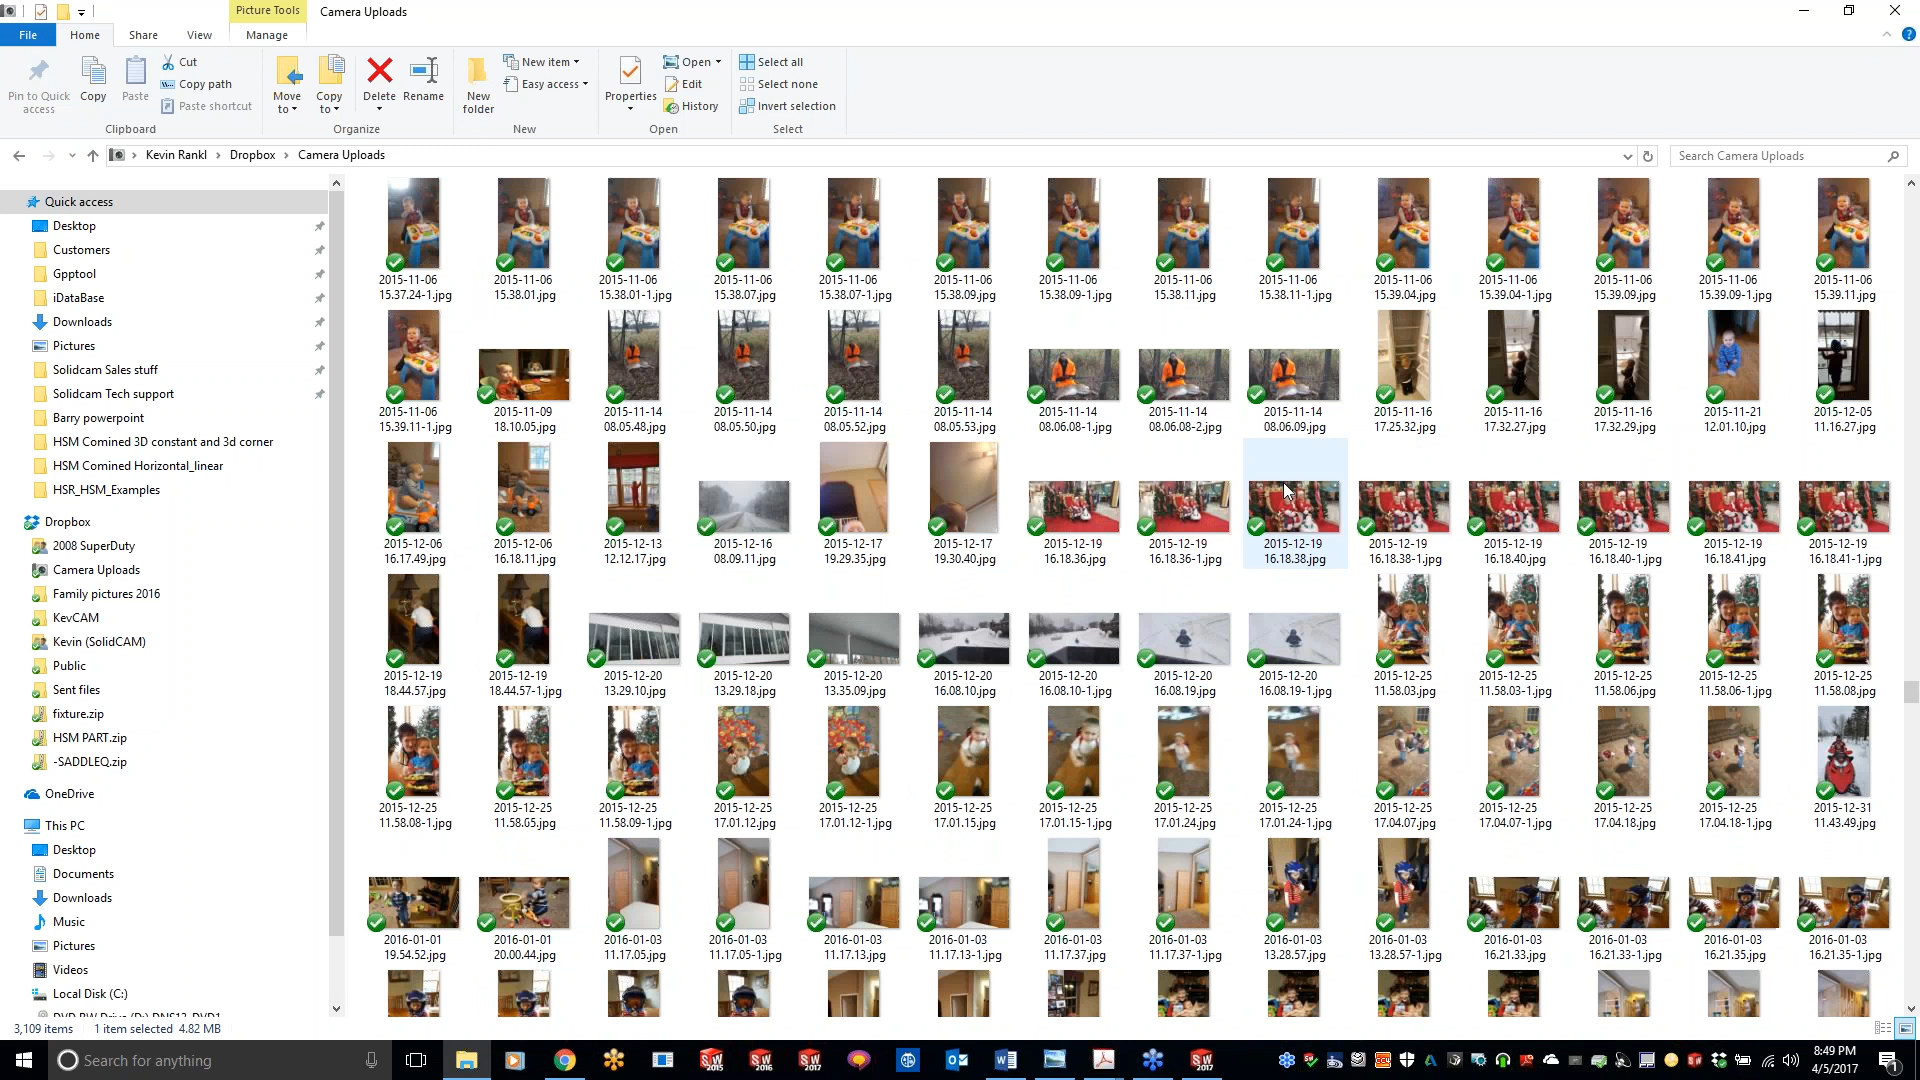 Picture Tools
Camera Uploads
File
Home
Share
View
Manage
Pin to Quick access
Copy
Paste
Cut
Copy path
Paste shortcut
Clipboard
Move to
Copy to
Delete
Rename
Organize
New folder
New item
Easy access
New
Properties
Open
Edit
History
Open
Select all
Select none
Invert selection
Select
Kevin Rankl
Dropbox
Camera Uploads
Search Camera Uploads
Quick access
Desktop
Customers
Gpptool
iDataBase
Downloads
Pictures
Solidcam Sales stuff
Solidcam Tech support
Barry powerpoint
HSM Comined 3D constant and 3d corner
HSM Comined Horizontal_linear
HSR_HSM_Examples
Dropbox
2008 SuperDuty
Camera Uploads
Family pictures 2016
KevCAM
Kevin (SolidCAM)
Public
Sent files
fixture.zip
HSM PART.zip
-SADDLEQ.zip
OneDrive
This PC
Desktop
Documents
Downloads
Music
Pictures
Videos
Local Disk (C:)
2015-11-06 15.37.24-1.jpg
2015-11-06 15.38.01.jpg
2015-11-06 15.38.01-1.jpg
2015-11-06 15.38.07.jpg
2015-11-06 15.38.07-1.jpg
2015-11-06 15.38.09.jpg
2015-11-06 15.38.09-1.jpg
2015-11-06 15.38.11.jpg
2015-11-06 15.38.11-1.jpg
2015-11-06 15.39.04.jpg
2015-11-06 15.39.04-1.jpg
2015-11-06 15.39.09.jpg
2015-11-06 15.39.09-1.jpg
2015-11-06 15.39.11.jpg
2015-11-06 15.39.11-1.jpg
2015-11-09 18.10.05.jpg
2015-11-14 08.05.48.jpg
2015-11-14 08.05.50.jpg
2015-11-14 08.05.52.jpg
2015-11-14 08.05.53.jpg
2015-11-14 08.06.08-1.jpg
2015-11-14 08.06.08-2.jpg
2015-11-14 08.06.09.jpg
2015-11-16 17.25.32.jpg
2015-11-16 17.32.27.jpg
2015-11-16 17.32.29.jpg
2015-11-21 12.01.10.jpg
2015-12-05 11.16.27.jpg
2015-12-06 16.17.49.jpg
2015-12-06 16.18.11.jpg
2015-12-13 12.12.17.jpg
2015-12-16 08.09.11.jpg
2015-12-17 19.29.35.jpg
2015-12-17 19.30.40.jpg
2015-12-19 16.18.36.jpg
2015-12-19 16.18.36-1.jpg
2015-12-19 16.18.38.jpg
2015-12-19 16.18.38-1.jpg
2015-12-19 16.18.40.jpg
2015-12-19 16.18.40-1.jpg
2015-12-19 16.18.41.jpg
2015-12-19 16.18.41-1.jpg
2015-12-19 18.44.57.jpg
2015-12-19 18.44.57-1.jpg
2015-12-20 13.29.10.jpg
2015-12-20 13.29.18.jpg
2015-12-20 13.35.09.jpg
2015-12-20 16.08.10.jpg
2015-12-20 16.08.10-1.jpg
2015-12-20 16.08.19.jpg
2015-12-20 16.08.19-1.jpg
2015-12-25 11.58.03.jpg
2015-12-25 11.58.03-1.jpg
2015-12-25 11.58.06.jpg
2015-12-25 11.58.06-1.jpg
2015-12-25 11.58.08.jpg
2015-12-25 11.58.08-1.jpg
2015-12-25 11.58.65.jpg
2015-12-25 11.58.09-1.jpg
2015-12-25 17.01.12.jpg
2015-12-25 17.01.12-1.jpg
2015-12-25 17.01.15.jpg
2015-12-25 17.01.15-1.jpg
2015-12-25 17.01.24.jpg
2015-12-25 17.01.24-1.jpg
2015-12-25 17.04.07.jpg
2015-12-25 17.04.07-1.jpg
2015-12-25 17.04.18.jpg
2015-12-25 17.04.18-1.jpg
2015-12-31 11.43.49.jpg
2016-01-01 19.54.52.jpg
2016-01-01 20.00.44.jpg
2016-01-03 11.17.05.jpg
2016-01-03 11.17.05-1.jpg
2016-01-03 11.17.13.jpg
2016-01-03 11.17.13-1.jpg
2016-01-03 11.17.37.jpg
2016-01-03 11.17.37-1.jpg
2016-01-03 13.28.57.jpg
2016-01-03 13.28.57-1.jpg
2016-01-03 16.21.33.jpg
2016-01-03 16.21.33-1.jpg
2016-01-03 16.21.35.jpg
2016-01-03 16.21.35-1.jpg
3,109 items
1 item selected 4.82 MB
Search for anything
SW 2015
SW 2016
SW 2017
SW 2017
8:49 PM
4/5/2017